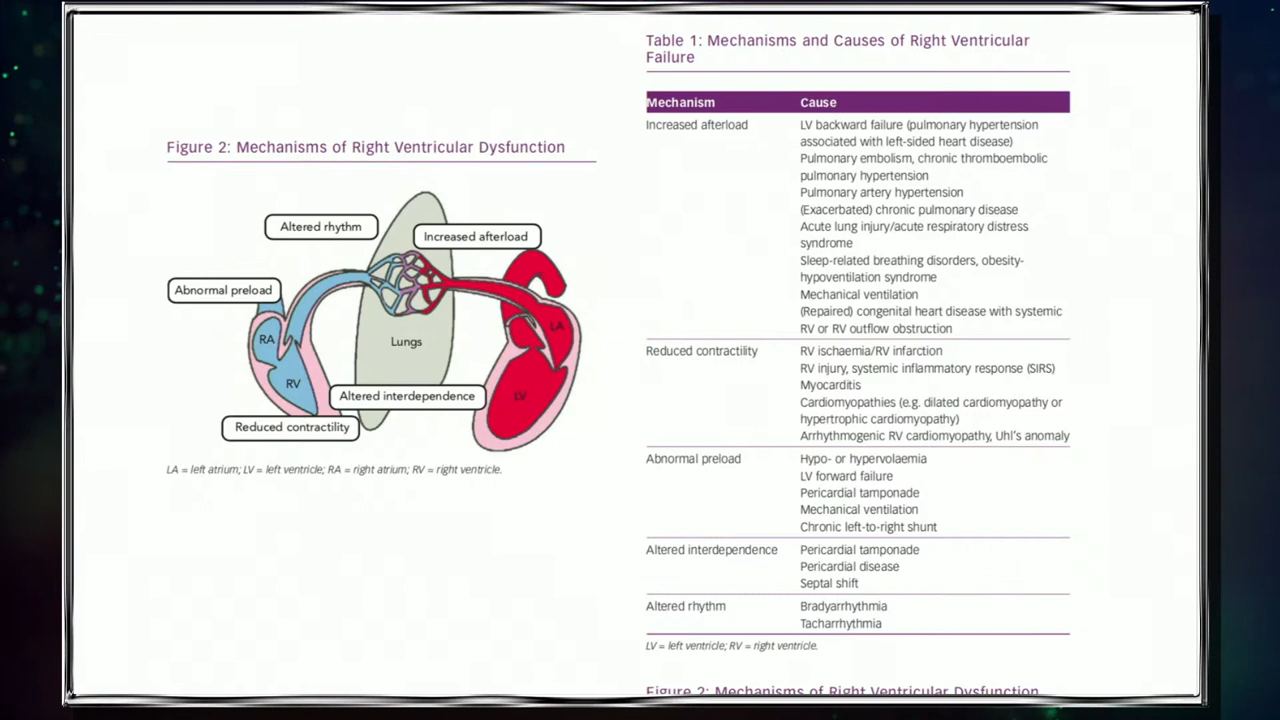 Figure 2: Mechanisms of Right Ventricular Dysfunction
Altered rhythm
Increased afterload
Abnormal preload
RA
RV
Lungs
LA
LV
Altered interdependence
Reduced contractility
LA = left atrium; LV = left ventricle; RA = right atrium; RV = right ventricle.
Table 1: Mechanisms and Causes of Right Ventricular
Failure
Mechanism Cause
Increased afterload LV backward failure (pulmonary hypertension
associated with left-sided heart disease)
Pulmonary embolism, chronic thromboembolic
pulmonary hypertension
Pulmonary artery hypertension
(Exacerbated) chronic pulmonary disease
Acute lung injury/acute respiratory distress
syndrome
Sleep-related breathing disorders, obesity-
hypoventilation syndrome
Mechanical ventilation
(Repaired) congenital heart disease with systemic
RV or RV outflow obstruction
Reduced contractility RV ischaemia/RV infarction
RV injury, systemic inflammatory response (SIRS)
Myocarditis
Cardiomyopathies (e.g. dilated cardiomyopathy or
hypertrophic cardiomyopathy)
Arrhythmogenic RV cardiomyopathy, Uhl's anomaly
Abnormal preload Hypo- or hypervolaemia
LV forward failure
Pericardial tamponade
Mechanical ventilation
Chronic left-to-right shunt
Altered interdependence Pericardial tamponade
Pericardial disease
Septal shift
Altered rhythm Bradyarrhythmia
Tacharrhythmia
LV = left ventricle; RV = right ventricle.
Figure 2: Mechanisms of Right Ventricular Dysfunction